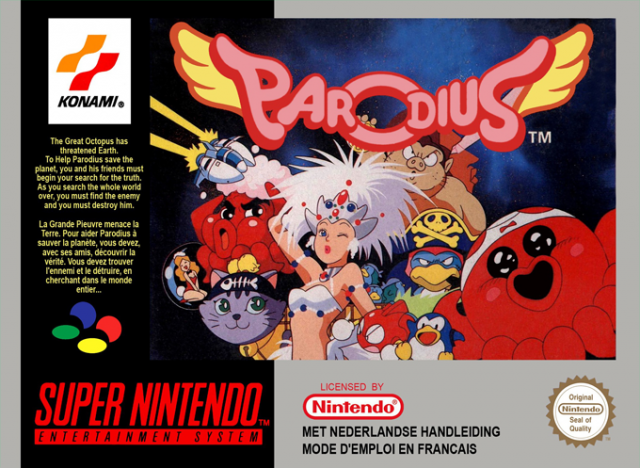 KONAMI®
PARODIUS
TM
The Great Octopus has
threatened Earth.
To Help Parodius save the
planet, you and his friends must
begin your search for the truth.
As you search the whole world
over, you must find the enemy
and you must destroy him.
La Grande Pieuvre menace la
Terre. Pour aider Parodius à
sauver la planète, vous devez,
avec ses amis, découvrir la
vérité. Vous devez trouver
l'ennemi et le détruire, en
cherchant dans le monde
entier...
SUPER NINTENDO TM
ENTERTAINMENT SYSTEM
LICENSED BY
Nintendo®
MET NEDERLANDSE HANDLEIDING
MODE D'EMPLOI EN FRANCAIS
Original
Nintendo
Seal of
Quality